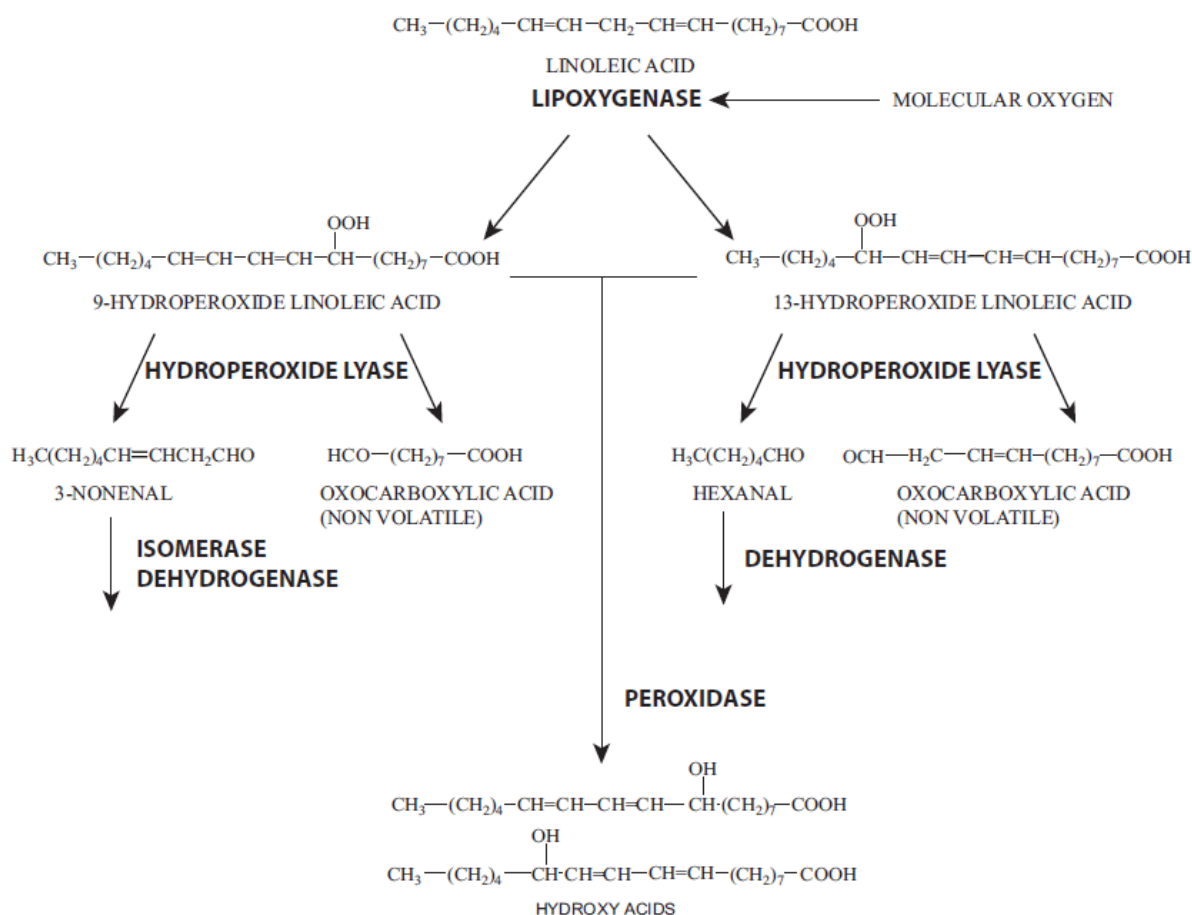 CH₃—(CH₂)₄—CH=CH—CH₂—CH=CH—(CH₂)₇—COOH
LINOLEIC ACID
LIPOXYGENASE
MOLECULAR OXYGEN
OOH
CH₃—(CH₂)₄—CH=CH—CH=CH—CH—(CH₂)₇—COOH
9-HYDROPEROXIDE LINOLEIC ACID
OOH
CH₃—(CH₂)₄—CH—CH=CH—CH=CH—(CH₂)₇—COOH
13-HYDROPEROXIDE LINOLEIC ACID
HYDROPEROXIDE LYASE
HYDROPEROXIDE LYASE
H₃C(CH₂)₄CH=CHCH₂CHO
3-NONENAL
HCO—(CH₂)₇—COOH
OXOCARBOXYLIC ACID
(NON VOLATILE)
H₃C(CH₂)₄CHO
HEXANAL
OCH—H₂C—CH=CH—(CH₂)₇—COOH
OXOCARBOXYLIC ACID
(NON VOLATILE)
ISOMERASE
DEHYDROGENASE
DEHYDROGENASE
PEROXIDASE
OH
CH₃—(CH₂)₄—CH=CH—CH=CH—CH·(CH₂)₇—COOH
OH
CH₃—(CH₂)₄—CH·CH=CH—CH=CH—(CH₂)₇—COOH
HYDROXY ACIDS